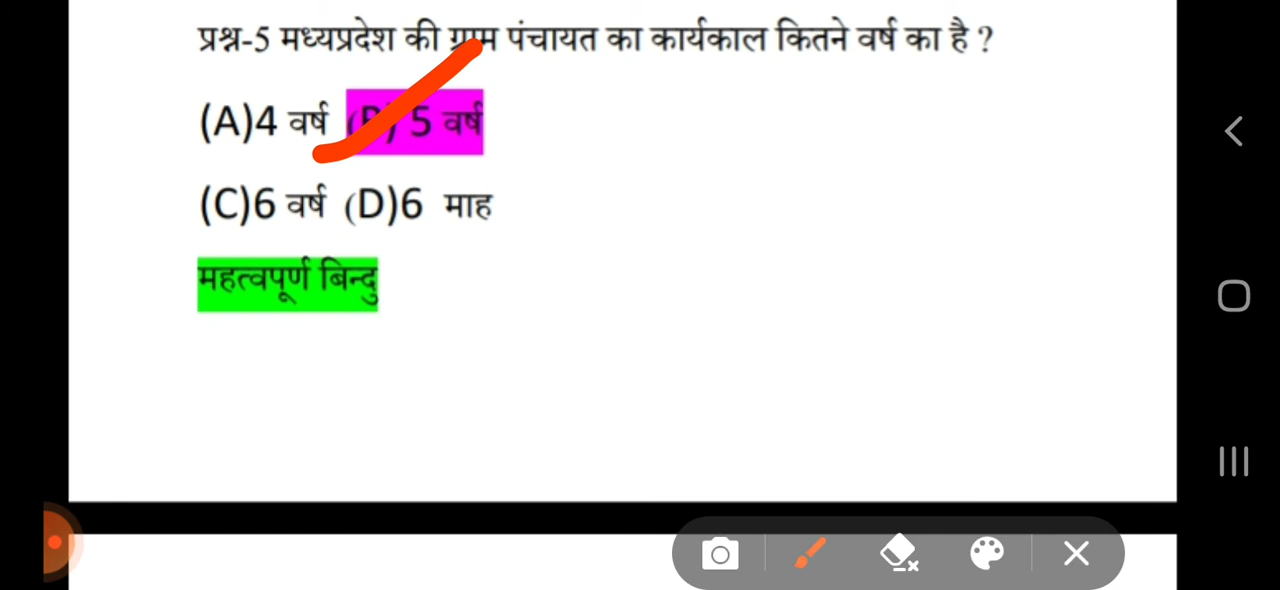 प्रश्न-5 मध्यप्रदेश की ग्राम पंचायत का कार्यकाल कितने वर्ष का है ?
(A)4 वर्ष (B) 5 वर्ष
(C)6 वर्ष (D)6 माह
महत्वपूर्ण बिन्दु